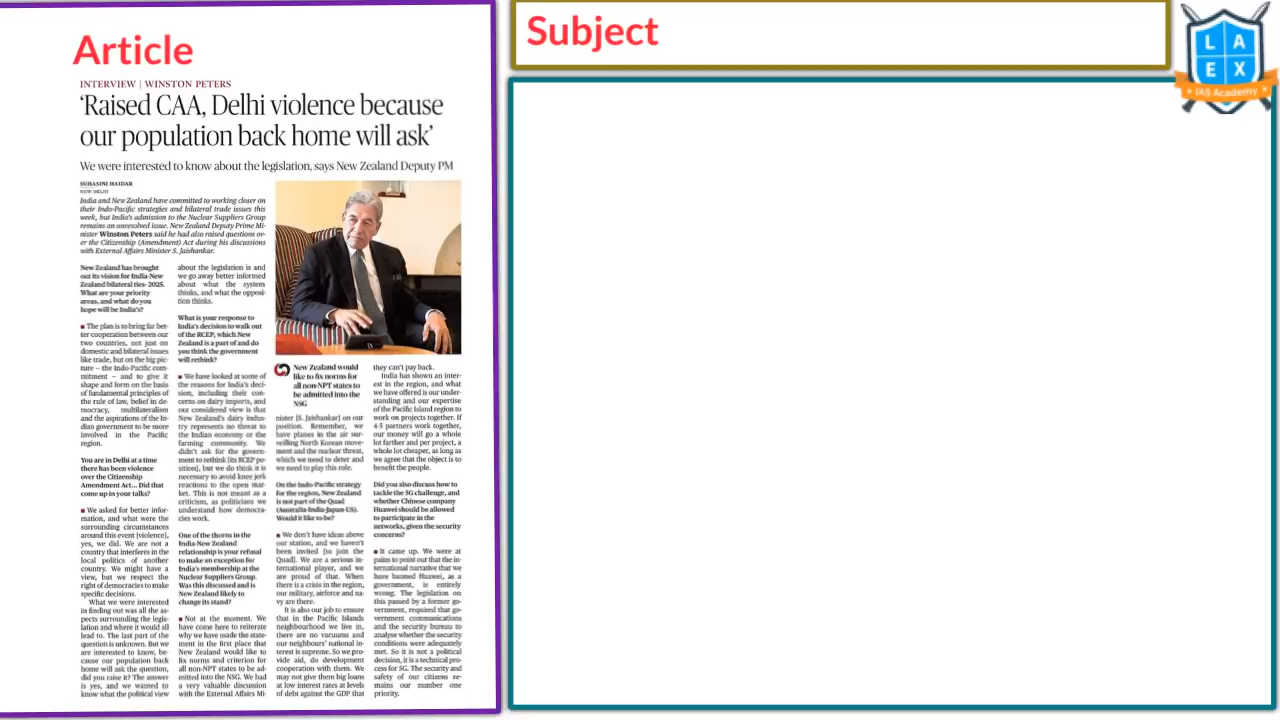 Article
Subject
L A
E X
IAS Academy
INTERVIEW | WINSTON PETERS
‘Raised CAA, Delhi violence because
our population back home will ask’
We were interested to know about the legislation, says New Zealand Deputy PM
SUHASINI HAIDAR
NEW DELHI
India and New Zealand have committed to working closer on
their Indo-Pacific strategies and bilateral trade issues this
week, but India’s admission to the Nuclear Suppliers Group
remains an unresolved issue. New Zealand Deputy Prime Mi-
nister Winston Peters said he had also raised questions ov-
er the Citizenship (Amendment) Act during his discussions
with External Affairs Minister S. Jaishankar.
New Zealand has brought
out its vision for India-New
Zealand bilateral ties- 2025.
What are your priority
areas, and what do you
hope will be India’s?
■ The plan is to bring far bet-
ter cooperation between our
two countries, not just on
domestic and bilateral issues
like trade, but on the big pic-
ture – the Indo-Pacific com-
mitment – and to give it
shape and form on the basis
of fundamental principles of
the rule of law, belief in de-
mocracy, multilateralism
and the aspirations of the In-
dian government to be more
involved in the Pacific
region.
You are in Delhi at a time
there has been violence
over the Citizenship
Amendment Act... Did that
come up in your talks?
■ We asked for better infor-
mation, and what were the
surrounding circumstances
around this event [violence],
yes, we did. We are not a
country that interferes in the
local politics of another
country. We might have a
view, but we respect the
right of democracies to make
specific decisions.
What we were interested
in finding out was all the as-
pects surrounding the legis-
lation and where it would all
lead to. The last part of the
question is unknown. But we
are interested to know, be-
cause our population back
home will ask the question,
did you raise it? The answer
is yes, and we wanted to
know what the political view
about the legislation is and
we go away better informed
about what the system
thinks, and what the opposi-
tion thinks.
What is your response to
India’s decision to walk out
of the RCEP, which New
Zealand is a part of and do
you think the government
will rethink?
■ We have looked at some of
the reasons for India’s deci-
sion, including their con-
cerns on dairy imports, and
our considered view is that
New Zealand’s dairy indus-
try represents no threat to
the Indian economy or the
farming community. We
didn’t ask for the govern-
ment to rethink [its RCEP po-
sition], but we do think it is
necessary to avoid knee jerk
reactions to the open mar-
ket. This is not meant as a
criticism, as politicians we
understand how democra-
cies work.
One of the thorns in the
India-New Zealand
relationship is your refusal
to make an exception for
India’s membership at the
Nuclear Suppliers Group.
Was this discussed and is
New Zealand likely to
change its stand?
■ Not at the moment. We
have come here to reiterate
why we have made the state-
ment in the first place that
New Zealand would like to
fix norms and criterion for
all non-NPT states to be ad-
mitted into the NSG. We had
a very valuable discussion
with the External Affairs Mi-
New Zealand would
like to fix norms for
all non-NPT states to
be admitted into the
NSG
nister [S. Jaishankar] on our
position. Remember, we
have planes in the air sur-
veilling North Korean move-
ment and the nuclear threat,
which we need to deter and
we need to play this role.
On the Indo-Pacific strategy
for the region, New Zealand
is not part of the Quad
(Australia-India-Japan-US).
Would it like to be?
■ We don’t have ideas above
our station, and we haven’t
been invited [to join the
Quad]. We are a serious in-
ternational player, and we
are proud of that. When
there is a crisis in the region,
our military, airforce and na-
vy are there.
It is also our job to ensure
that in the Pacific Islands
neighbourhood we live in,
there are no vacuums and
our neighbours’ national in-
terest is supreme. So we pro-
vide aid, do development
cooperation with them. We
may not give them big loans
at low interest rates at levels
of debt against the GDP that
they can’t pay back.
India has shown an inter-
est in the region, and what
we have offered is our under-
standing and our expertise
of the Pacific Island region to
work on projects together. If
4-5 partners work together,
our money will go a whole
lot farther and per project, a
whole lot cheaper, as long as
we agree that the object is to
benefit the people.
Did you also discuss how to
tackle the 5G challenge, and
whether Chinese company
Huawei should be allowed
to participate in the
networks, given the security
concerns?
■ It came up. We were at
pains to point out that the in-
ternational narrative that we
have banned Huawei, as a
government, is entirely
wrong. The legislation on
this passed by a former go-
vernment, required that go-
vernment communications
and the security bureau to
analyse whether the security
conditions were adequately
met. So it is not a political
decision, it is a technical pro-
cess for 5G. The security and
safety of our citizens re-
mains our number one
priority.